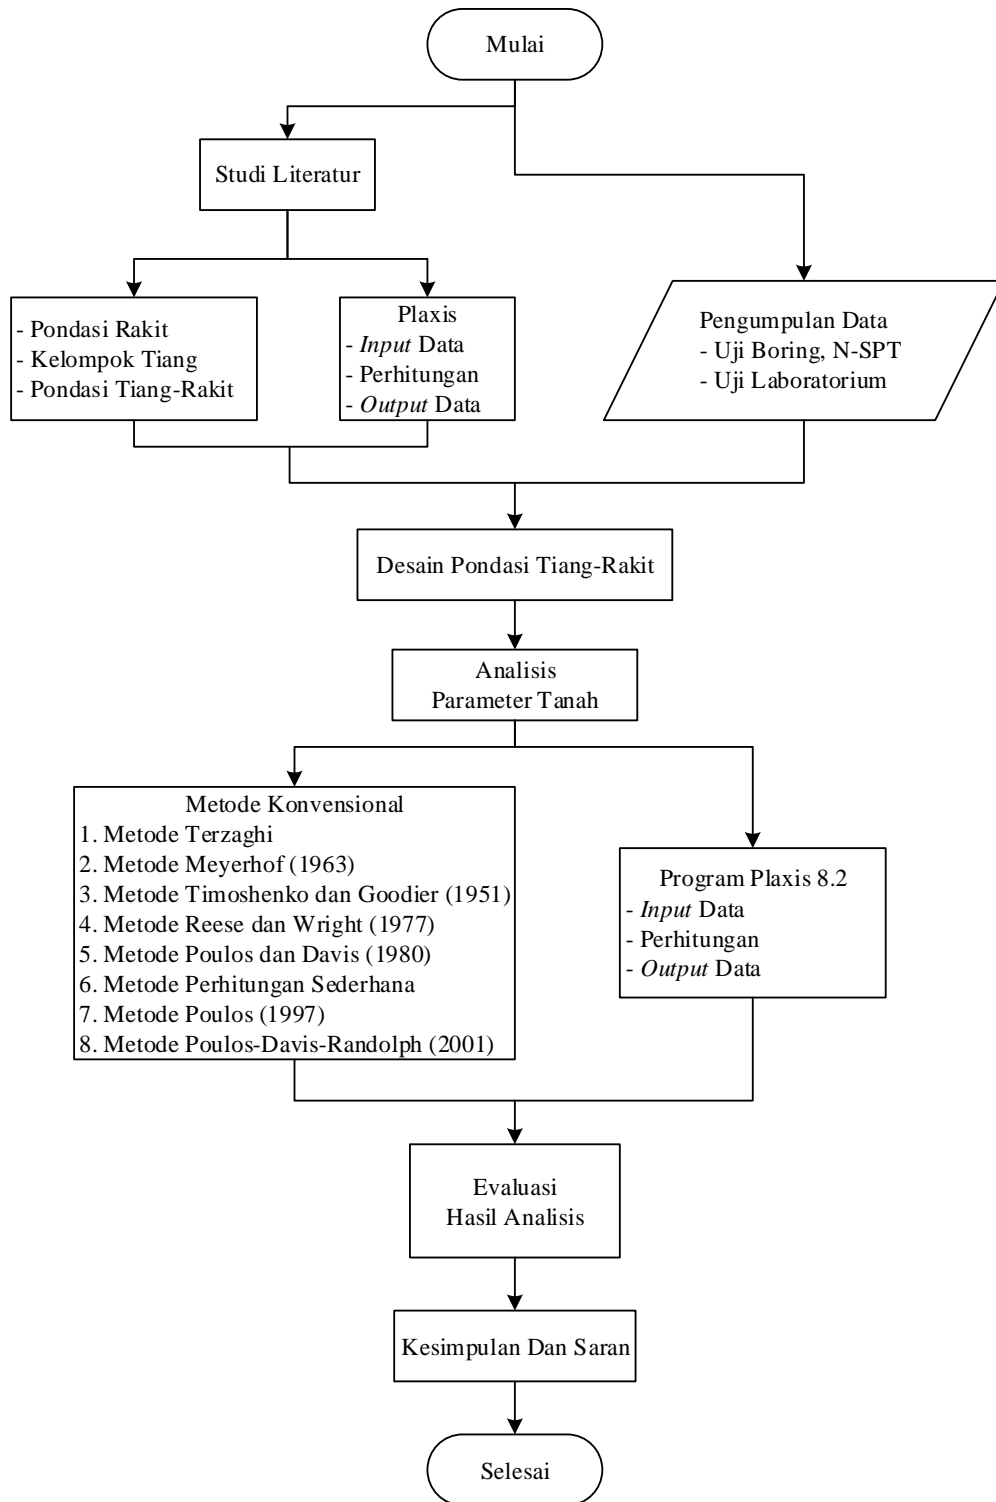 Mulai
Studi Literatur
- Pondasi Rakit
- Kelompok Tiang
- Pondasi Tiang-Rakit
Plaxis
- Input Data
- Perhitungan
- Output Data
Pengumpulan Data
- Uji Boring, N-SPT
- Uji Laboratorium
Desain Pondasi Tiang-Rakit
Analisis
Parameter Tanah
Metode Konvensional
1. Metode Terzaghi
2. Metode Meyerhof (1963)
3. Metode Timoshenko dan Goodier (1951)
4. Metode Reese dan Wright (1977)
5. Metode Poulos dan Davis (1980)
6. Metode Perhitungan Sederhana
7. Metode Poulos (1997)
8. Metode Poulos-Davis-Randolph (2001)
Program Plaxis 8.2
- Input Data
- Perhitungan
- Output Data
Evaluasi
Hasil Analisis
Kesimpulan Dan Saran
Selesai